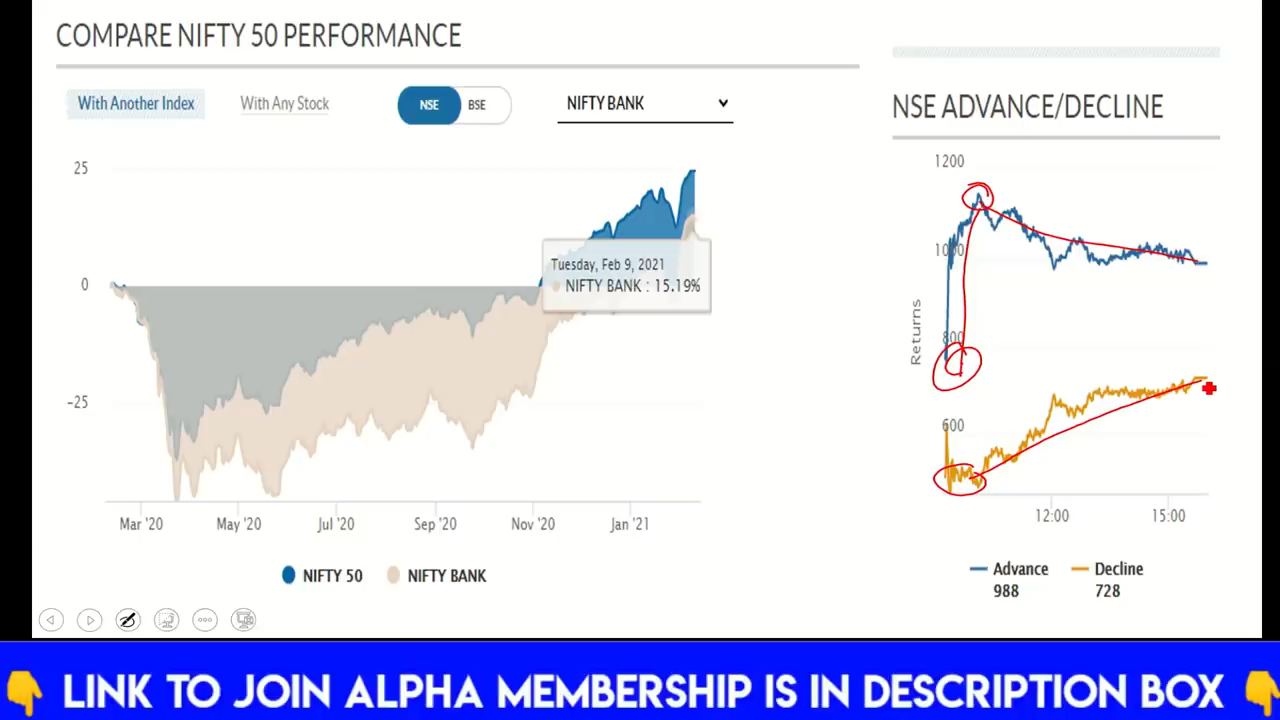 COMPARE NIFTY 50 PERFORMANCE
With Another Index
With Any Stock
NSE
BSE
NIFTY BANK
25
0
-25
Tuesday, Feb 9, 2021
NIFTY BANK : 15.19%
Mar '20
May '20
Jul '20
Sep '20
Nov '20
Jan '21
NIFTY 50
NIFTY BANK
NSE ADVANCE/DECLINE
1200
1000
800
600
Returns
12:00
15:00
Advance
988
Decline
728
LINK TO JOIN ALPHA MEMBERSHIP IS IN DESCRIPTION BOX